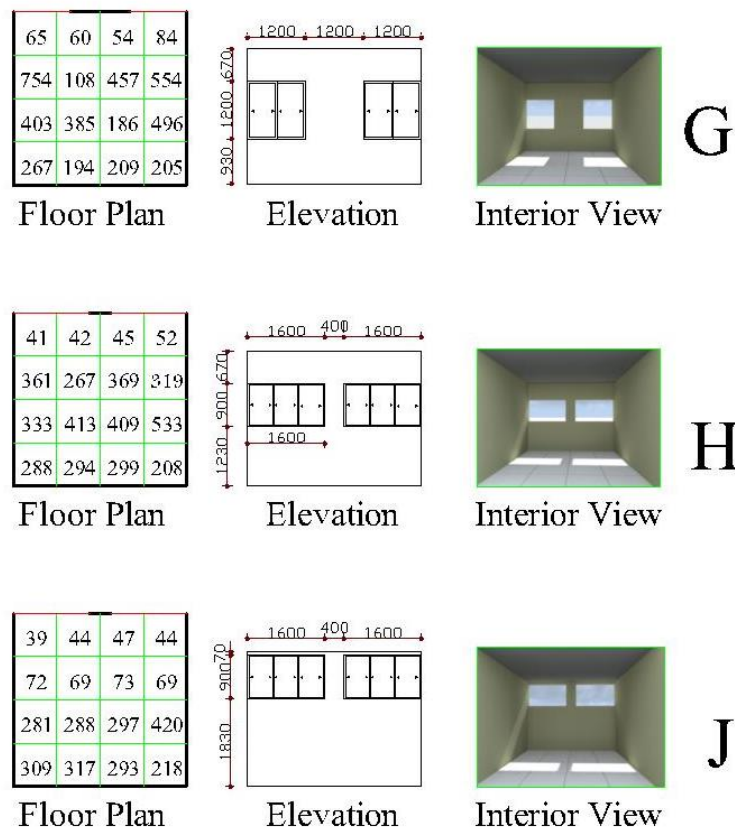 65 60 54 84
754 108 457 554
403 385 186 496
267 194 209 205
Floor Plan
1200 1200 1200
670
1200
930
Elevation
Interior View
G
41 42 45 52
361 267 369 319
333 413 409 533
288 294 299 208
Floor Plan
1600 400 1600
670
900
1230
1600
Elevation
Interior View
H
39 44 47 44
72 69 73 69
281 288 297 420
309 317 293 218
Floor Plan
1600 400 1600
70
900
1830
Elevation
Interior View
J